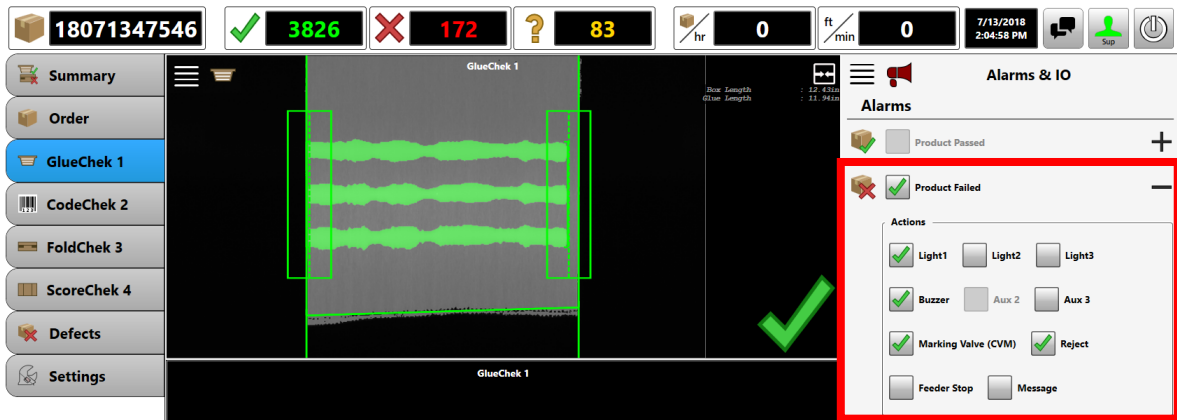 18071347546
3826
172
83
/hr
0
ft/min
0
7/13/2018
2:04:58 PM
Sup
Summary
Order
GlueChek 1
CodeChek 2
FoldChek 3
ScoreChek 4
Defects
Settings
GlueChek 1
Box Length : 12.43in
Glue Length : 11.94in
GlueChek 1
Alarms & IO
Alarms
Product Passed
Product Failed
Actions
Light1 Light2 Light3
Buzzer Aux 2 Aux 3
Marking Valve (CVM) Reject
Feeder Stop Message